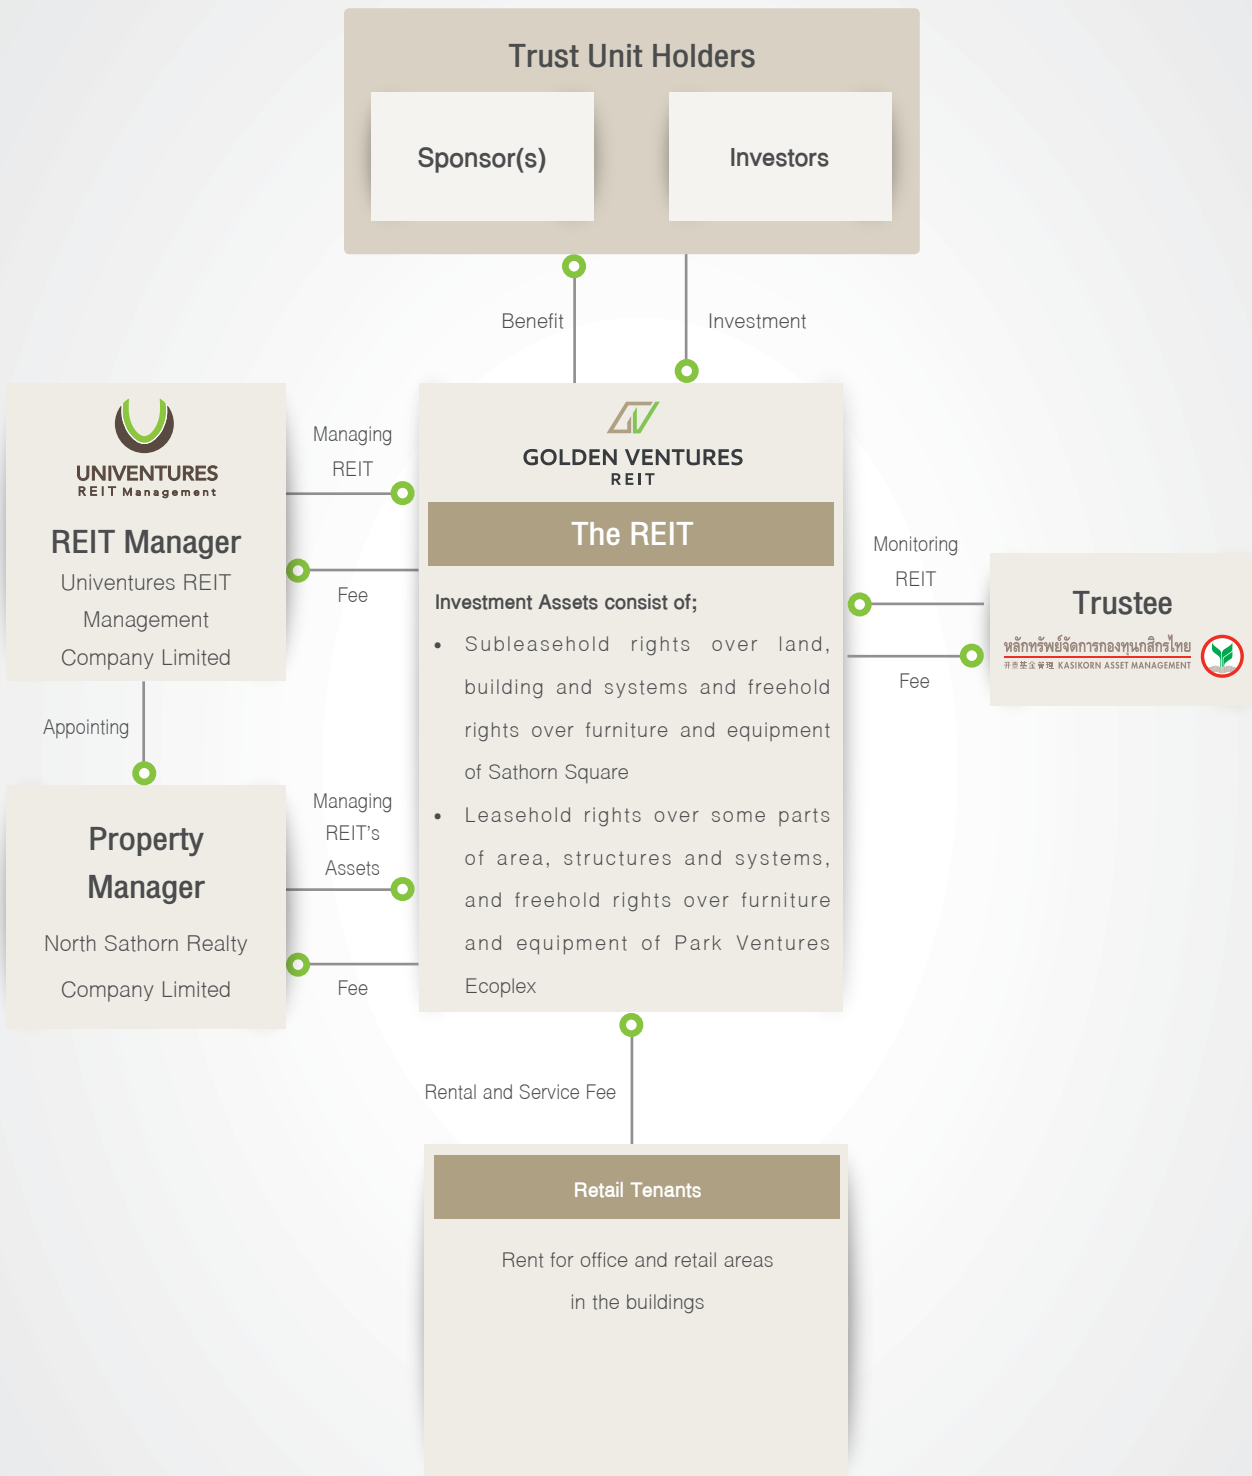 Trust Unit Holders
Sponsor(s)
Investors
Benefit
Investment
UNIVENTURES
REIT Management
REIT Manager
Univentures REIT
Management
Company Limited
Managing
REIT
Fee
GOLDEN VENTURES
REIT
The REIT
Investment Assets consist of;
• Subleasehold rights over land,
building and systems and freehold
rights over furniture and equipment
of Sathorn Square
• Leasehold rights over some parts
of area, structures and systems,
and freehold rights over furniture
and equipment of Park Ventures
Ecoplex
Monitoring
REIT
Fee
Trustee
หลักทรัพย์จัดการกองทุนกสิกรไทย
开泰基金管理 KASIKORN ASSET MANAGEMENT
Appointing
Property
Manager
North Sathorn Realty
Company Limited
Managing
REIT's
Assets
Fee
Rental and Service Fee
Retail Tenants
Rent for office and retail areas
in the buildings